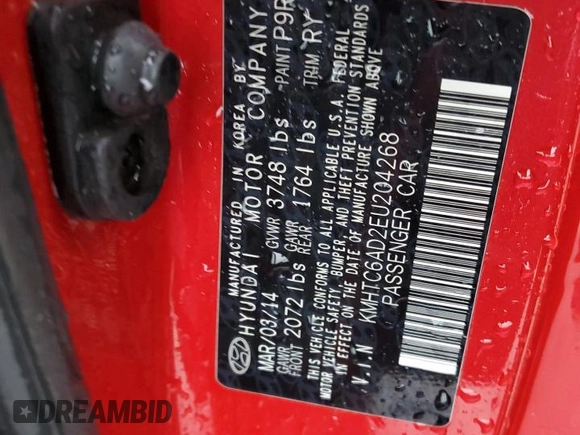 MANUFACTURED IN KOREA BY
HYUNDAI MOTOR COMPANY
MAR/03/14 GVWR 3748 lbs PAINT P9R
GAWR FRONT 2072 lbs GAWR REAR 1764 lbs TRIM RY
THIS VEHICLE CONFORMS TO ALL APPLICABLE U.S.A. FEDERAL
MOTOR VEHICLE SAFETY, BUMPER, AND THEFT PREVENTION STANDARDS
IN EFFECT ON THE DATE OF MANUFACTURE SHOWN ABOVE
V.I.N KMHTC6AD2EU204268
PASSENGER CAR
DREAMBID